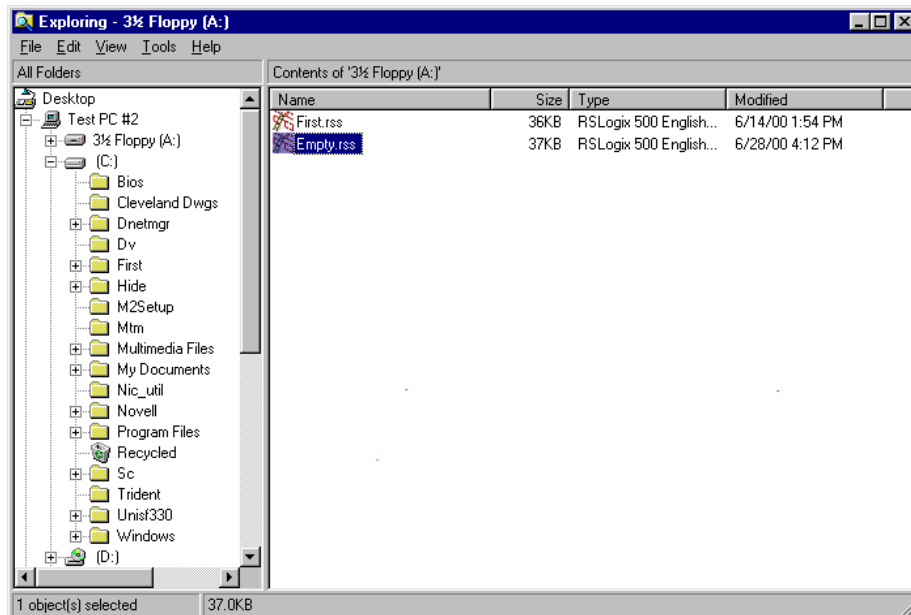 Exploring - 3½ Floppy (A:)
File Edit View Tools Help
All Folders
Contents of '3½ Floppy (A:)'
Desktop
Test PC #2
3½ Floppy (A:)
(C:)
Bios
Cleveland Dwgs
Dnetmgr
Dv
First
Hide
M2Setup
Mtm
Multimedia Files
My Documents
Nic_util
Novell
Program Files
Recycled
Sc
Trident
Unisf330
Windows
(D:)
Name Size Type Modified
First.rss 36KB RSLogix 500 English... 6/14/00 1:54 PM
Empty.rss 37KB RSLogix 500 English... 6/28/00 4:12 PM
1 object(s) selected 37.0KB